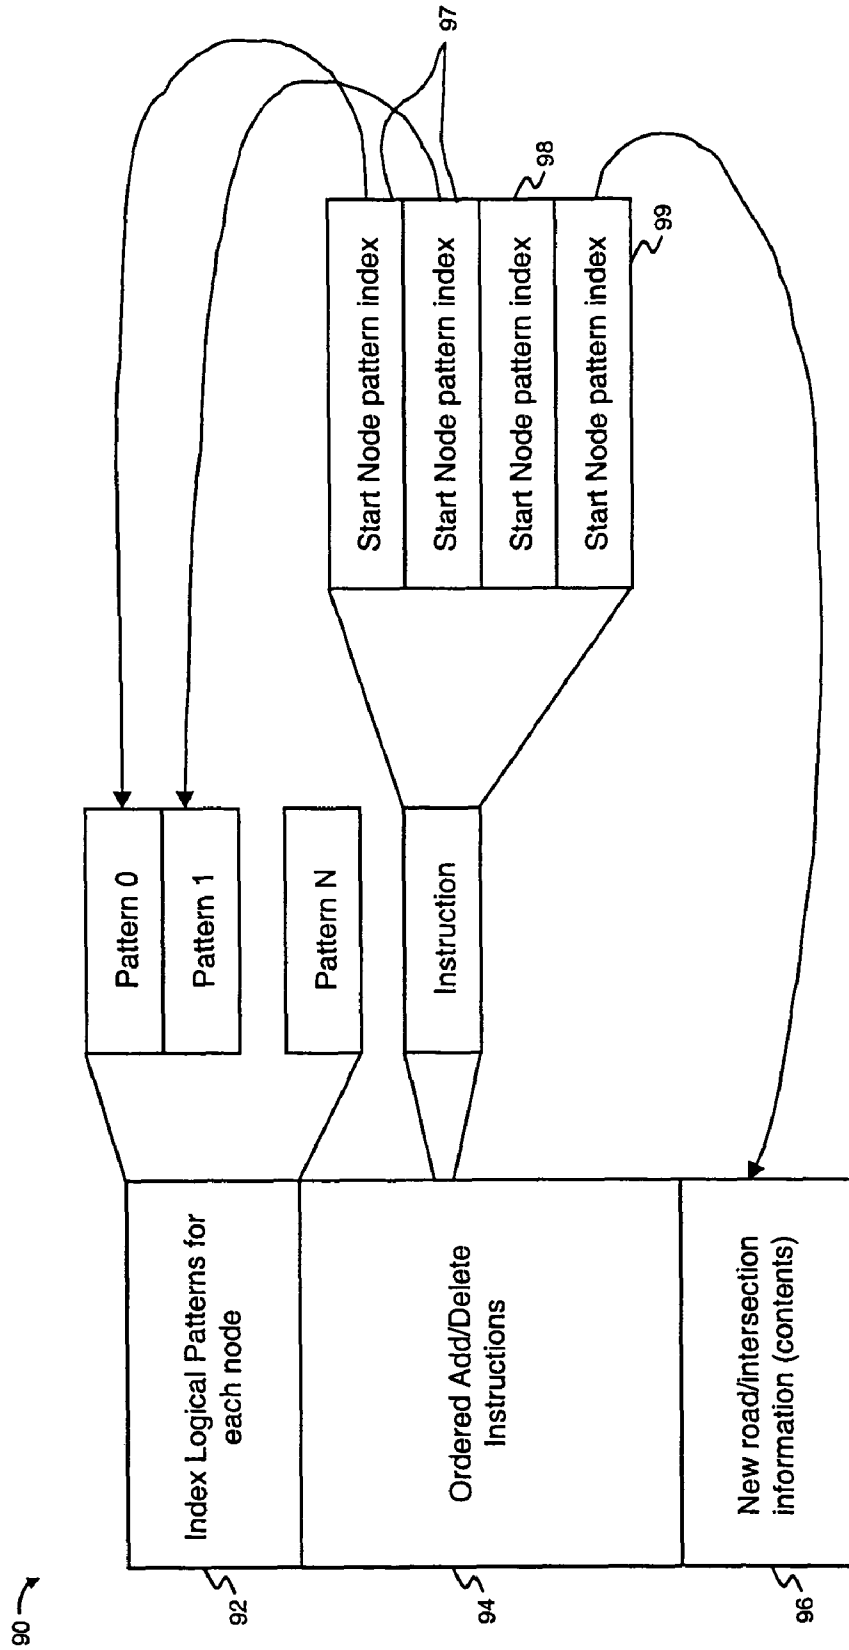 90
Index Logical Patterns for
each node
92
Ordered Add/Delete
Instructions
94
New road/intersection
information (contents)
96
Pattern 0
Pattern 1
Pattern N
Instruction
Start Node pattern index
Start Node pattern index
Start Node pattern index
Start Node pattern index
97
98
99